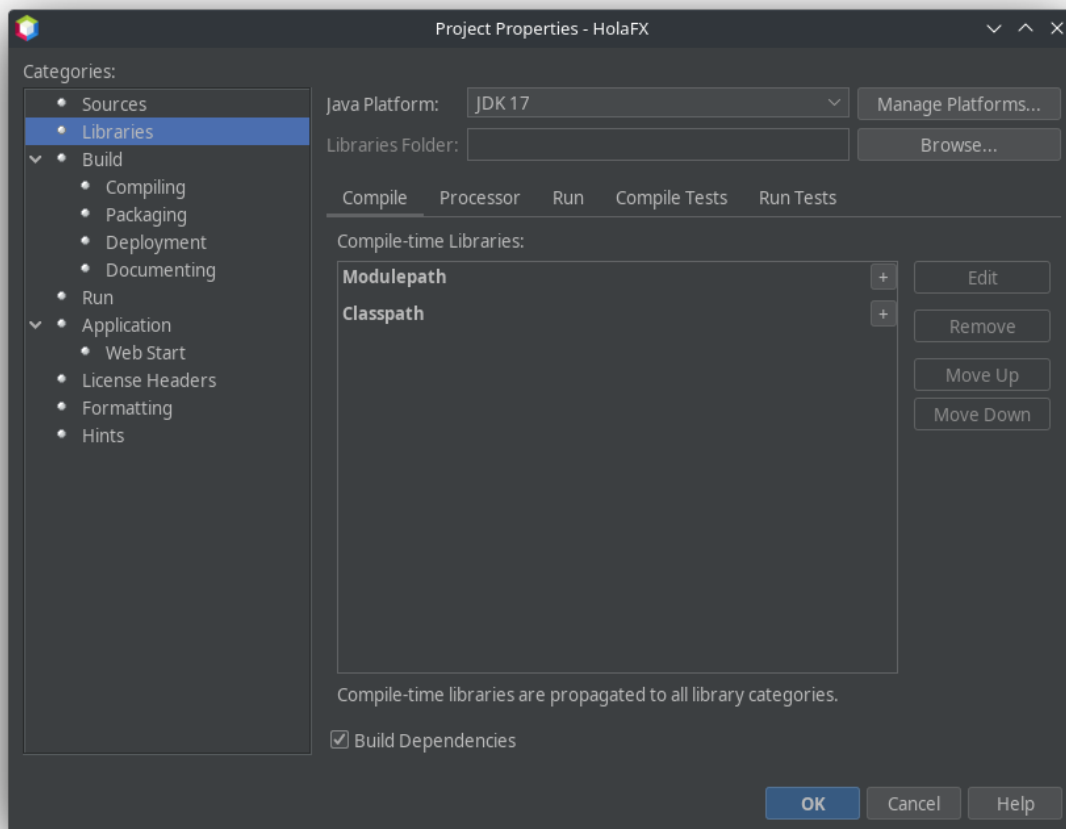 Project Properties - HolaFX
Categories:
Sources
Libraries
Build
Compiling
Packaging
Deployment
Documenting
Run
Application
Web Start
License Headers
Formatting
Hints
Java Platform: JDK 17 Manage Platforms...
Libraries Folder: Browse...
Compile Processor Run Compile Tests Run Tests
Compile-time Libraries:
Modulepath +
Classpath +
Edit
Remove
Move Up
Move Down
Compile-time libraries are propagated to all library categories.
Build Dependencies
OK Cancel Help